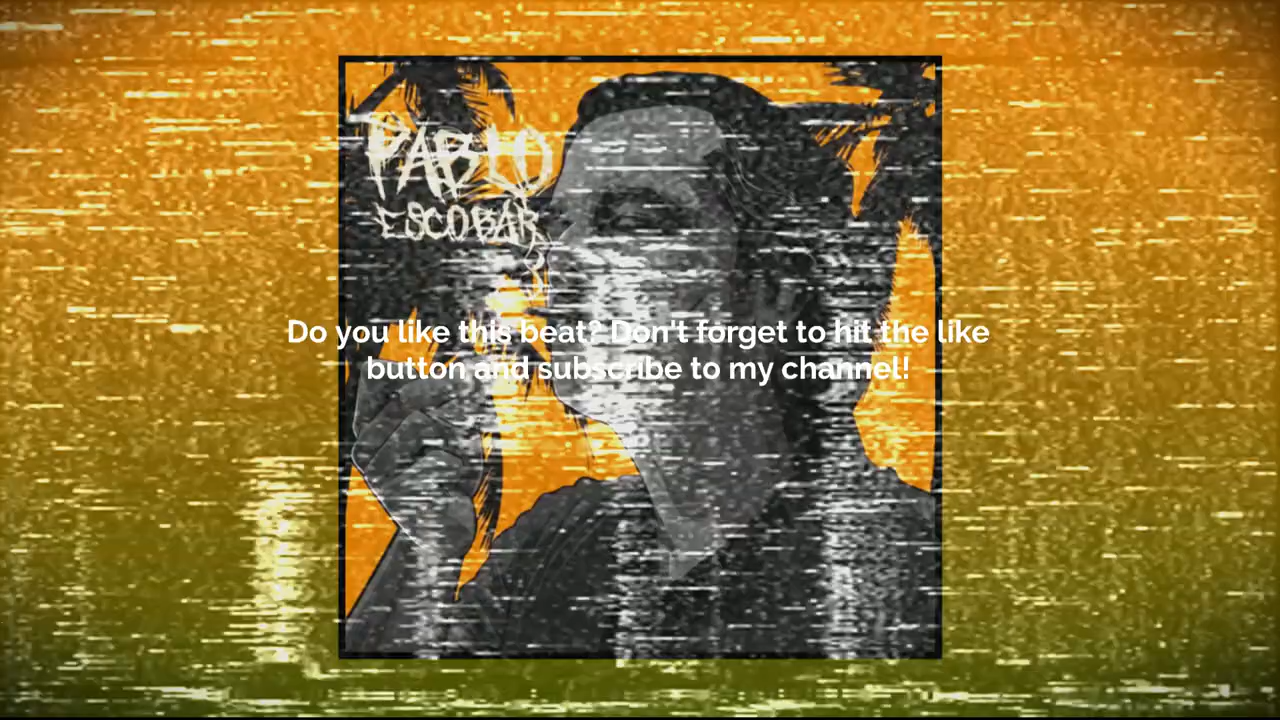 PABLO
ESCOBAR
Do you like this beat? Don't forget to hit the like
button and subscribe to my channel!